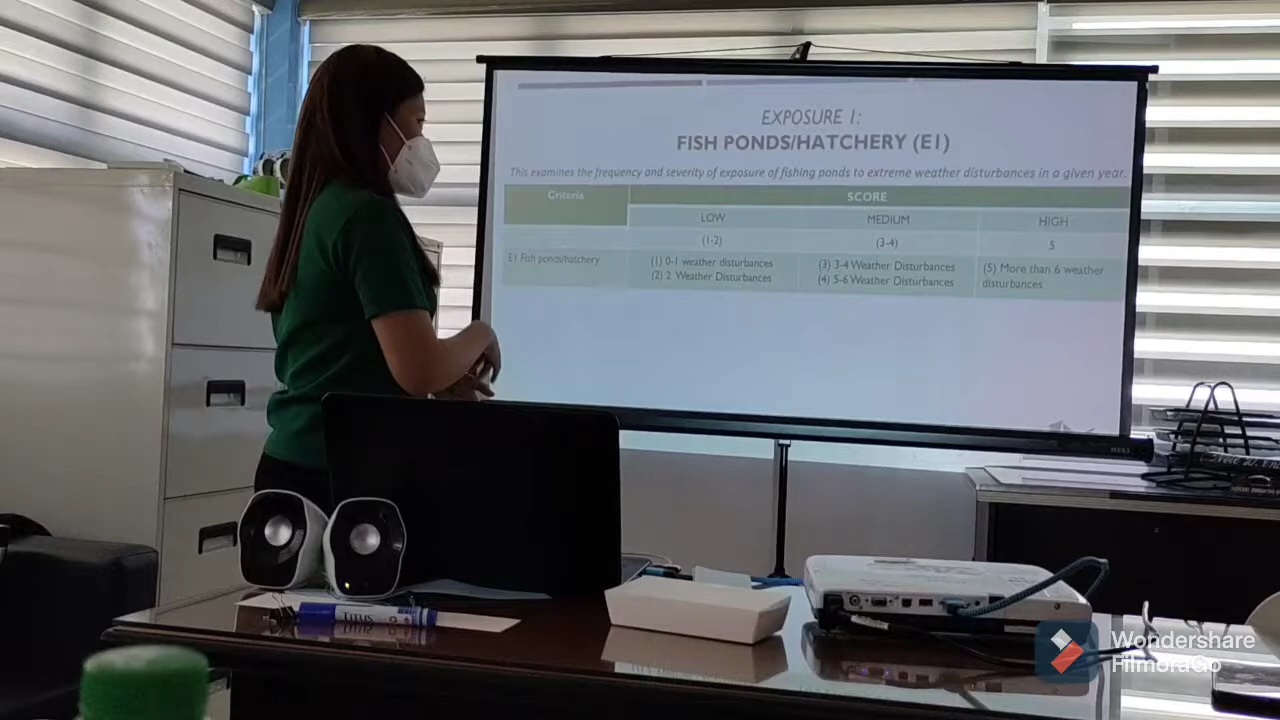 EXPOSURE 1:
FISH PONDS/HATCHERY (E1)
This examines the frequency and severity of exposure of fishing ponds to extreme weather disturbances in a given year.
Criteria
SCORE
LOW
MEDIUM
HIGH
(1-2)
(3-4)
5
E1 Fish ponds/hatchery
(1) 0-1 weather disturbances
(2) 2 Weather Disturbances
(3) 3-4 Weather Disturbances
(4) 5-6 Weather Disturbances
(5) More than 6 weather
disturbances
TITUS
Wondershare
FilmoraGo